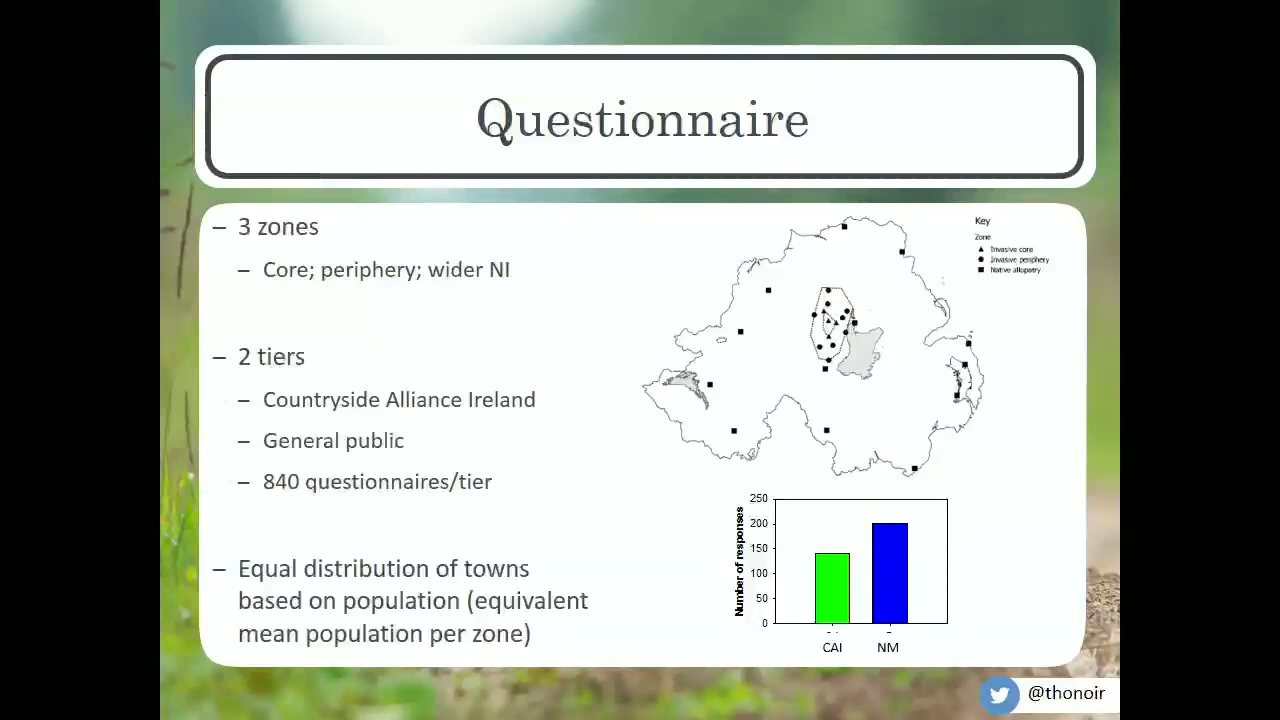 Questionnaire
– 3 zones
– Core; periphery; wider NI
– 2 tiers
– Countryside Alliance Ireland
– General public
– 840 questionnaires/tier
– Equal distribution of towns
based on population (equivalent
mean population per zone)
Key
Zone
Invasive core
Invasive periphery
Native allopatry
Number of responses
250
200
150
100
50
0
CAI NM
@thonoir